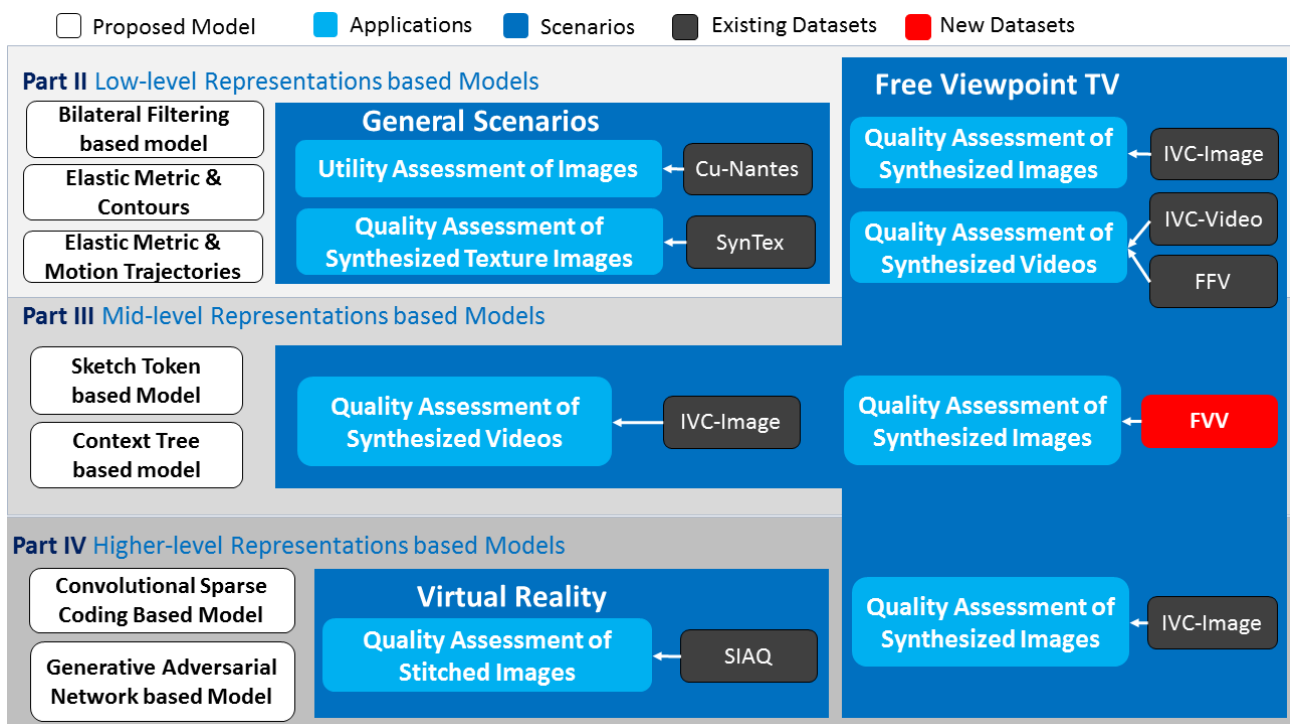 Proposed Model
Applications
Scenarios
Existing Datasets
New Datasets
Part II Low-level Representations based Models
Bilateral Filtering
based model
Elastic Metric &
Contours
Elastic Metric &
Motion Trajectories
General Scenarios
Utility Assessment of Images
Cu-Nantes
Quality Assessment of
Synthesized Texture Images
SynTex
Free Viewpoint TV
Quality Assessment of
Synthesized Images
IVC-Image
Quality Assessment of
Synthesized Videos
IVC-Video
FFV
Part III Mid-level Representations based Models
Sketch Token
based Model
Context Tree
based model
Quality Assessment of
Synthesized Videos
IVC-Image
Quality Assessment of
Synthesized Images
FVV
Part IV Higher-level Representations based Models
Convolutional Sparse
Coding Based Model
Generative Adversarial
Network based Model
Virtual Reality
Quality Assessment of
Stitched Images
SIAQ
Quality Assessment of
Synthesized Images
IVC-Image